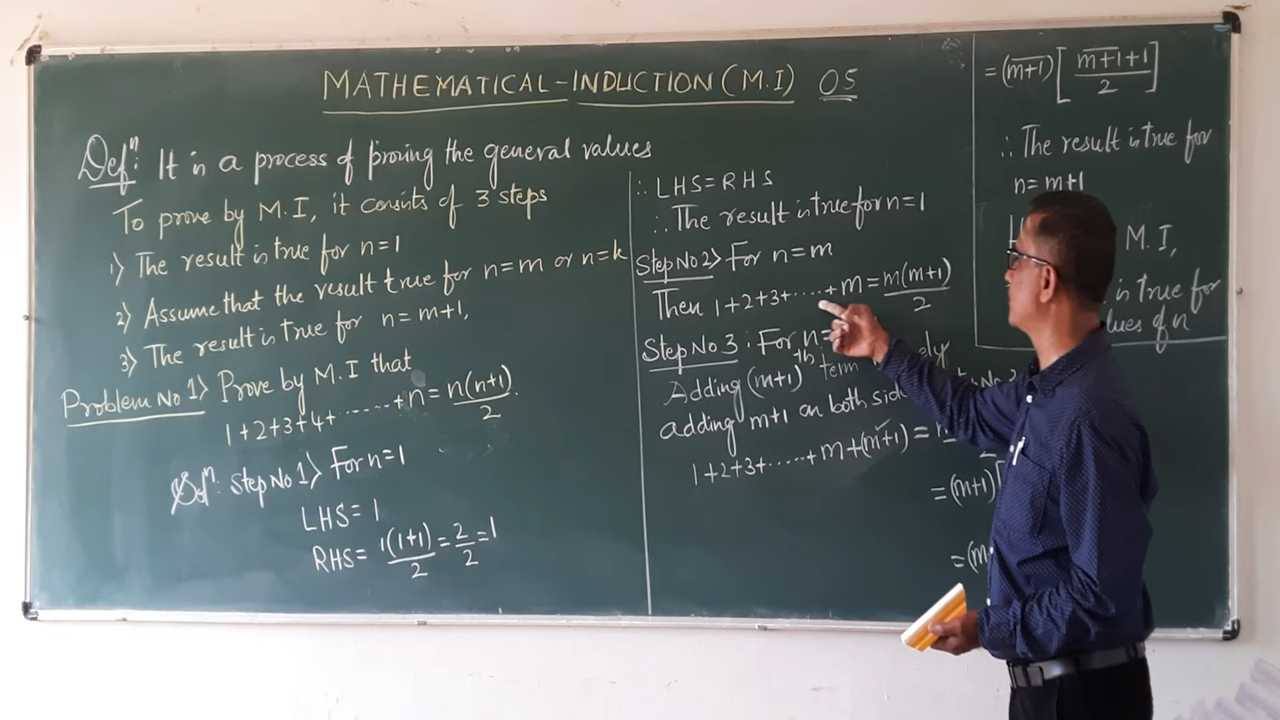 MATHEMATICAL-INDUCTION (M.I) 05
Defⁿ: It is a process of proving the general values
To prove by M.I, it consists of 3 steps
1) The result is true for n=1
2) Assume that the result true for n=m or n=k
3) The result is true for n=m+1,
Problem No 1) Prove by M.I that
1+2+3+4+......+n = n(n+1)/2.
Solⁿ: Step No 1) For n=1
LHS = 1
RHS = 1(1+1)/2 = 2/2 = 1
∴ LHS = RHS
∴ The result is true for n=1
Step No 2) For n=m
Then 1+2+3+.....+m = m(m+1)/2
Step No 3: For n=
Adding (m+1)ᵗʰ term
adding m+1 on both sid
1+2+3+......+m+(m+1) =
= (m+1)[
= (m
= (m+1)[(m+1+1)/2]
∴ The result is true for
n=m+1
M.I,
is true for
values of n